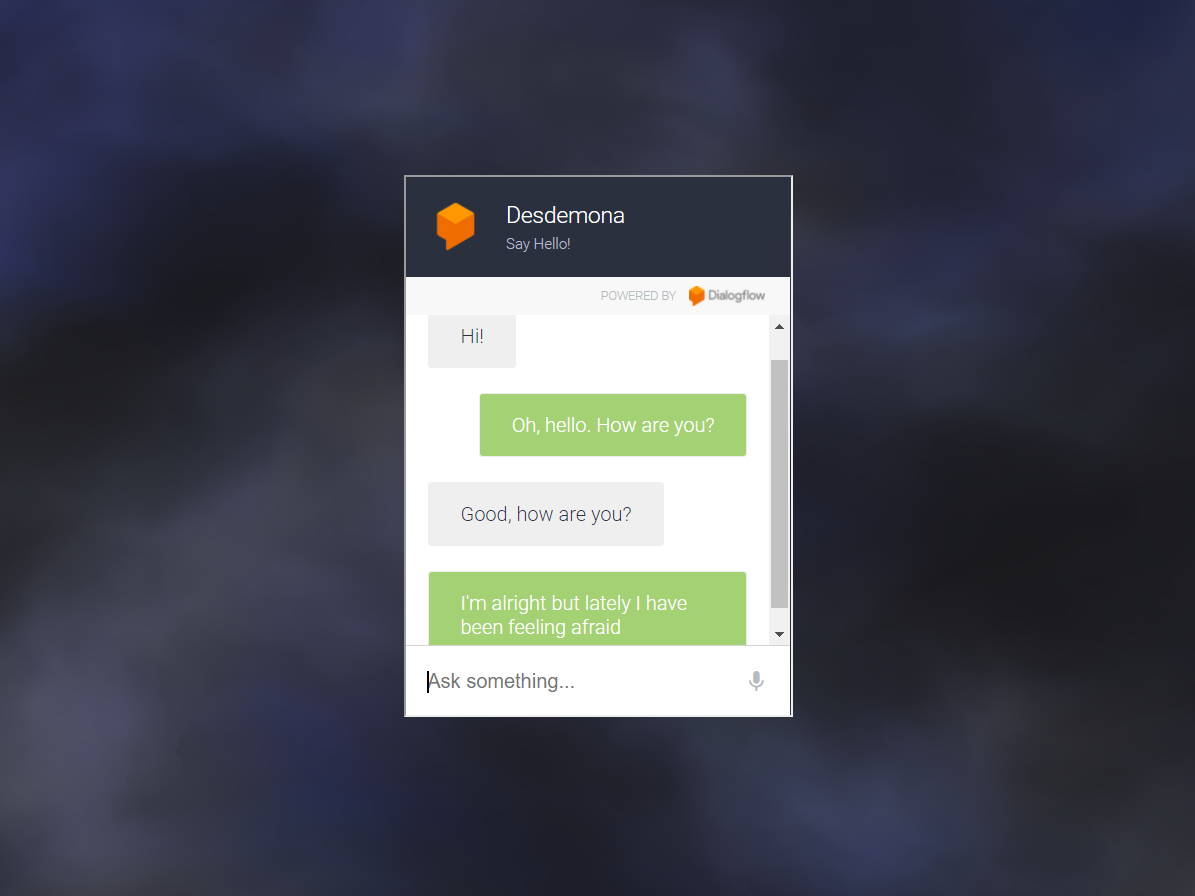 Desdemona
Say Hello!
POWERED BY Dialogflow
Hi!
Oh, hello. How are you?
Good, how are you?
I'm alright but lately I have
been feeling afraid
Ask something...